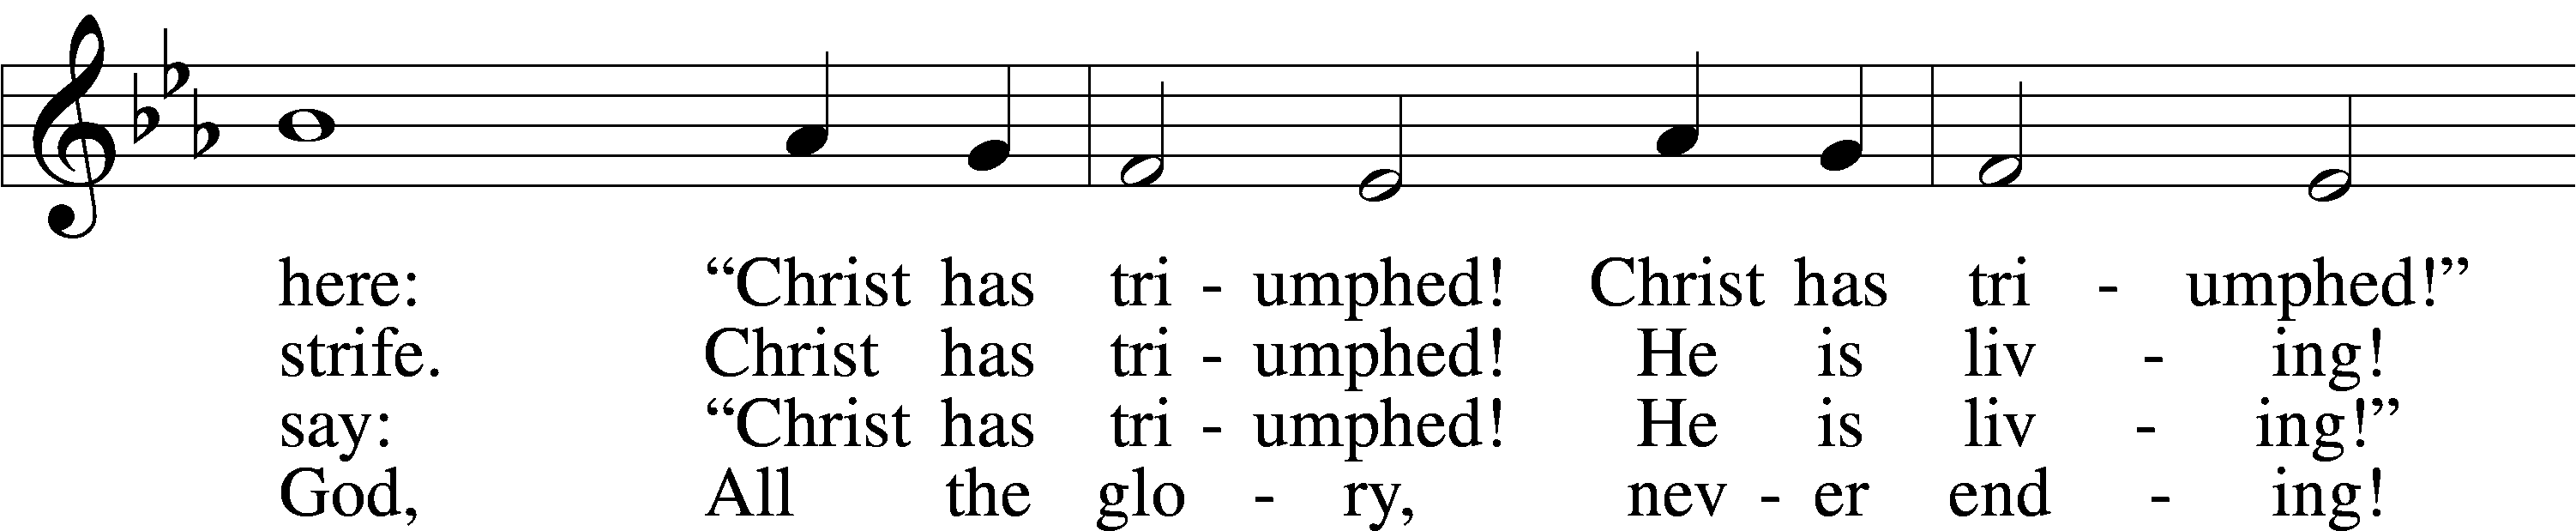 here: “Christ has tri - umphed! Christ has tri - umphed!”
strife. Christ has tri - umphed! He is liv - ing!
say: “Christ has tri - umphed! He is liv - ing!”
God, All the glo - ry, nev - er end - ing!